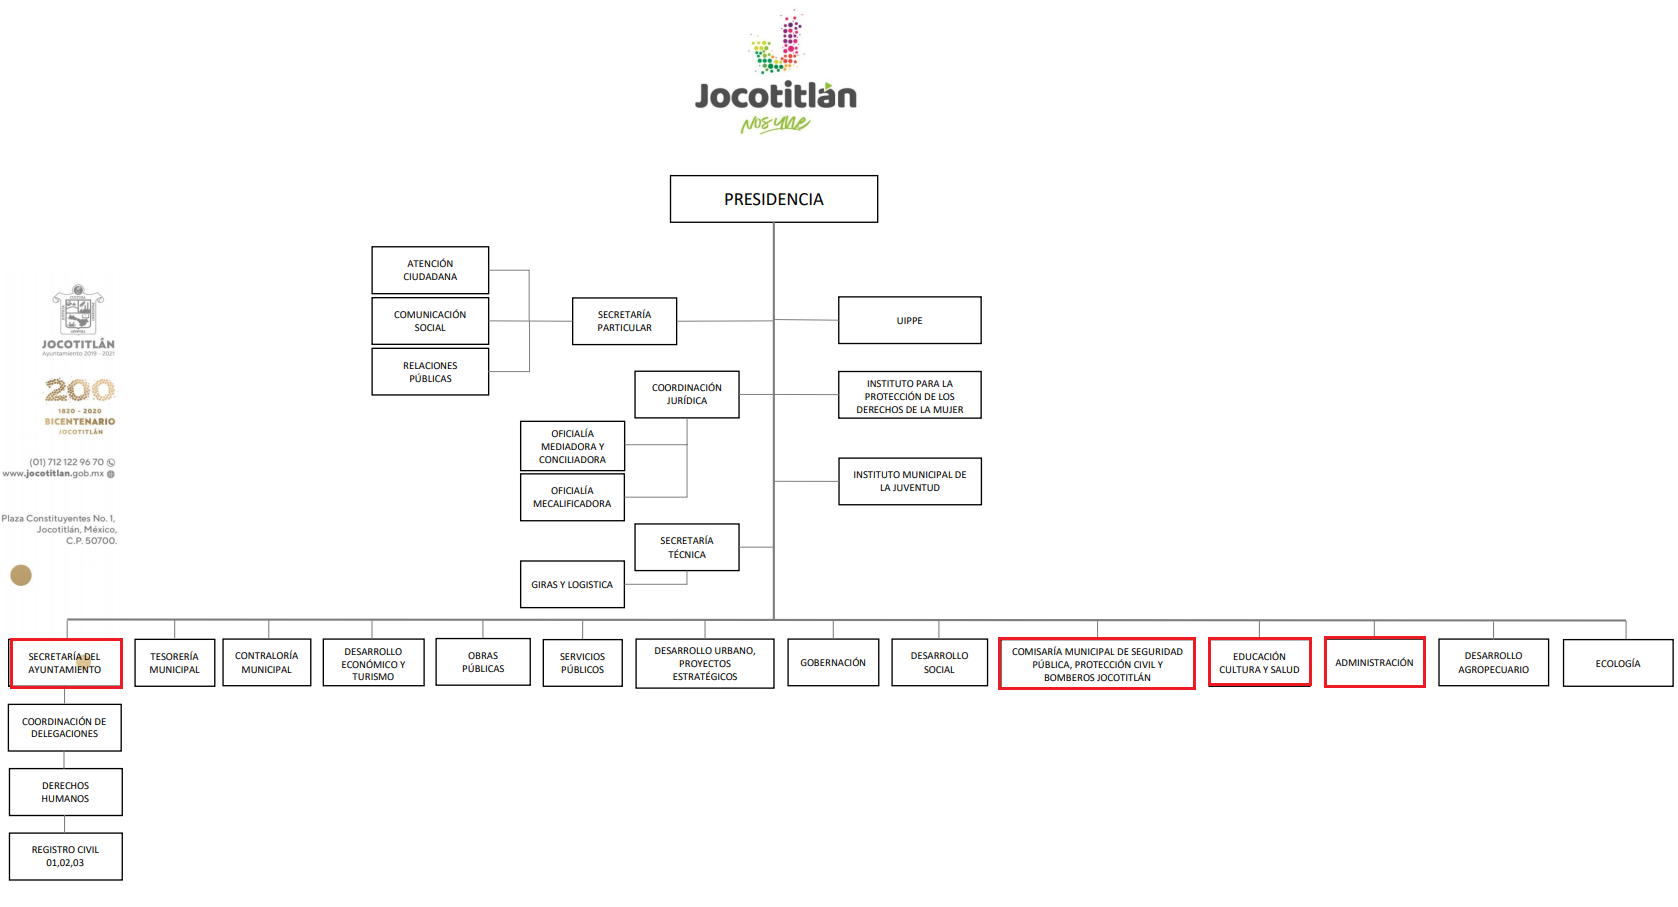 Jocotitlán
Nos une
PRESIDENCIA
ATENCIÓN
CIUDADANA
COMUNICACIÓN
SOCIAL
RELACIONES
PÚBLICAS
SECRETARÍA
PARTICULAR
UIPPE
COORDINACIÓN
JURÍDICA
INSTITUTO PARA LA
PROTECCIÓN DE LOS
DERECHOS DE LA MUJER
OFICIALÍA
MEDIADORA Y
CONCILIADORA
OFICIALÍA
MECALIFICADORA
INSTITUTO MUNICIPAL DE
LA JUVENTUD
SECRETARÍA
TÉCNICA
GIRAS Y LOGISTICA
JOCOTITLÁN
Ayuntamiento 2019 - 2021
200
1820 - 2020
BICENTENARIO
JOCOTITLÁN
(01) 712 122 96 70
www.jocotitlan.gob.mx
Plaza Constituyentes No. 1,
Jocotitlán, México,
C.P. 50700.
SECRETARÍA DEL
AYUNTAMIENTO
TESORERÍA
MUNICIPAL
CONTRALORÍA
MUNICIPAL
DESARROLLO
ECONÓMICO Y
TURISMO
OBRAS
PÚBLICAS
SERVICIOS
PÚBLICOS
DESARROLLO URBANO,
PROYECTOS
ESTRATÉGICOS
GOBERNACIÓN
DESARROLLO
SOCIAL
COMISARÍA MUNICIPAL DE SEGURIDAD
PÚBLICA, PROTECCIÓN CIVIL Y
BOMBEROS JOCOTITLÁN
EDUCACIÓN
CULTURA Y SALUD
ADMINISTRACIÓN
DESARROLLO
AGROPECUARIO
ECOLOGÍA
COORDINACIÓN DE
DELEGACIONES
DERECHOS
HUMANOS
REGISTRO CIVIL
01,02,03